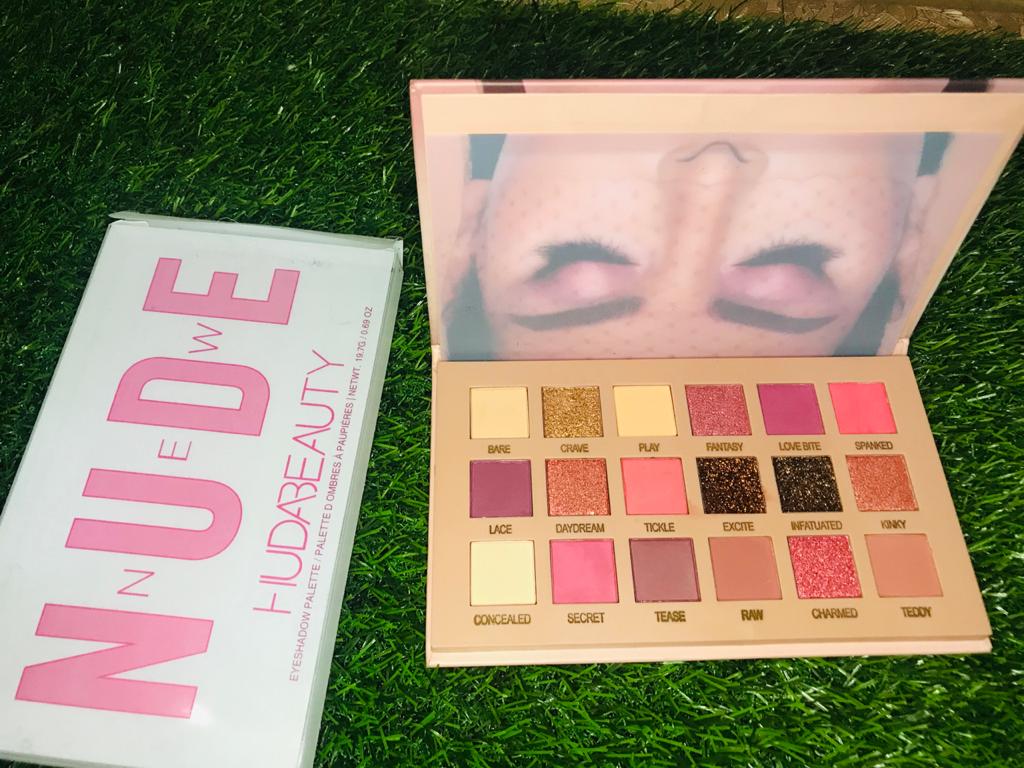 NUDE
NEW
HUDABEAUTY
EYESHADOW PALETTE / PALETTE D OMBRES À PAUPIÈRES | NETWT. 19.7G / 0.69 OZ
BARE CRAVE PLAY FANTASY LOVE BITE SPANKED
LACE DAYDREAM TICKLE EXCITE INFATUATED KINKY
CONCEALED SECRET TEASE RAW CHARMED TEDDY